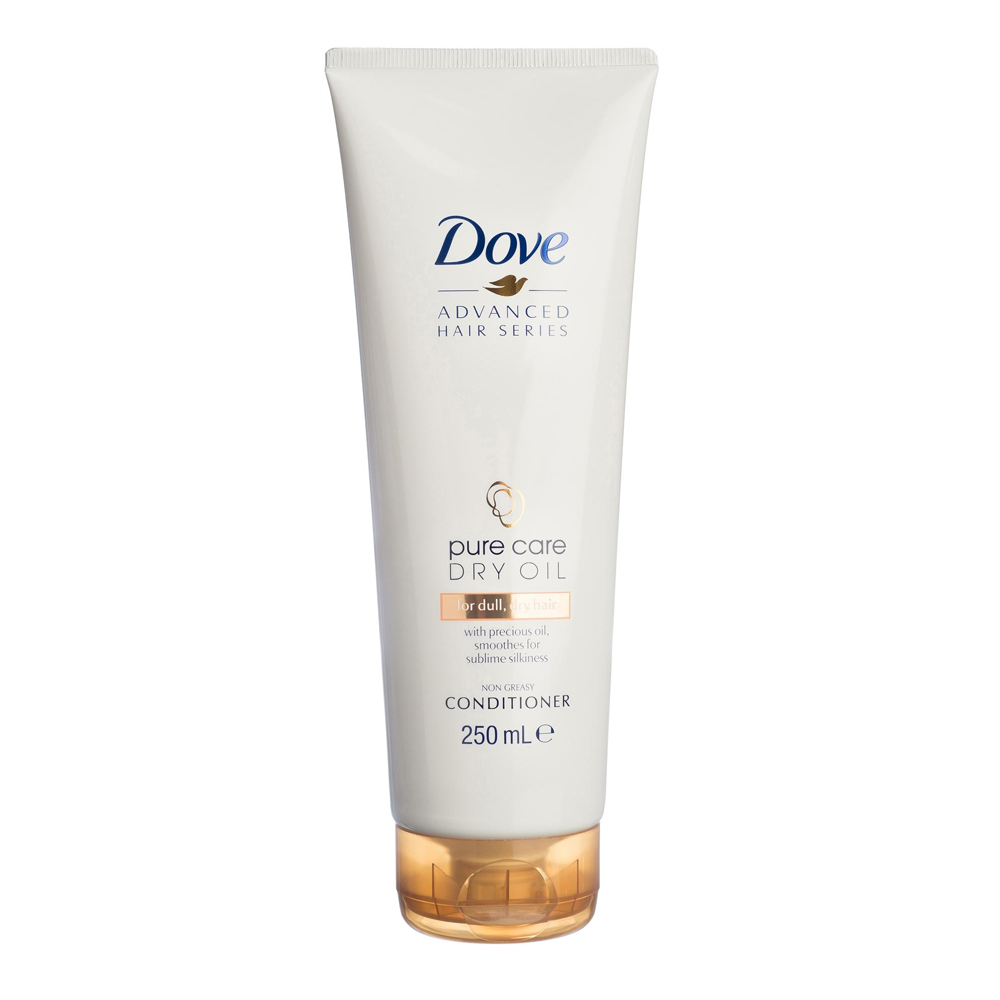 Dove
ADVANCED
HAIR SERIES
pure care
DRY OIL
for dull, dry hair
with precious oil,
smoothes for
sublime silkiness
NON GREASY
CONDITIONER
250 mL ℮